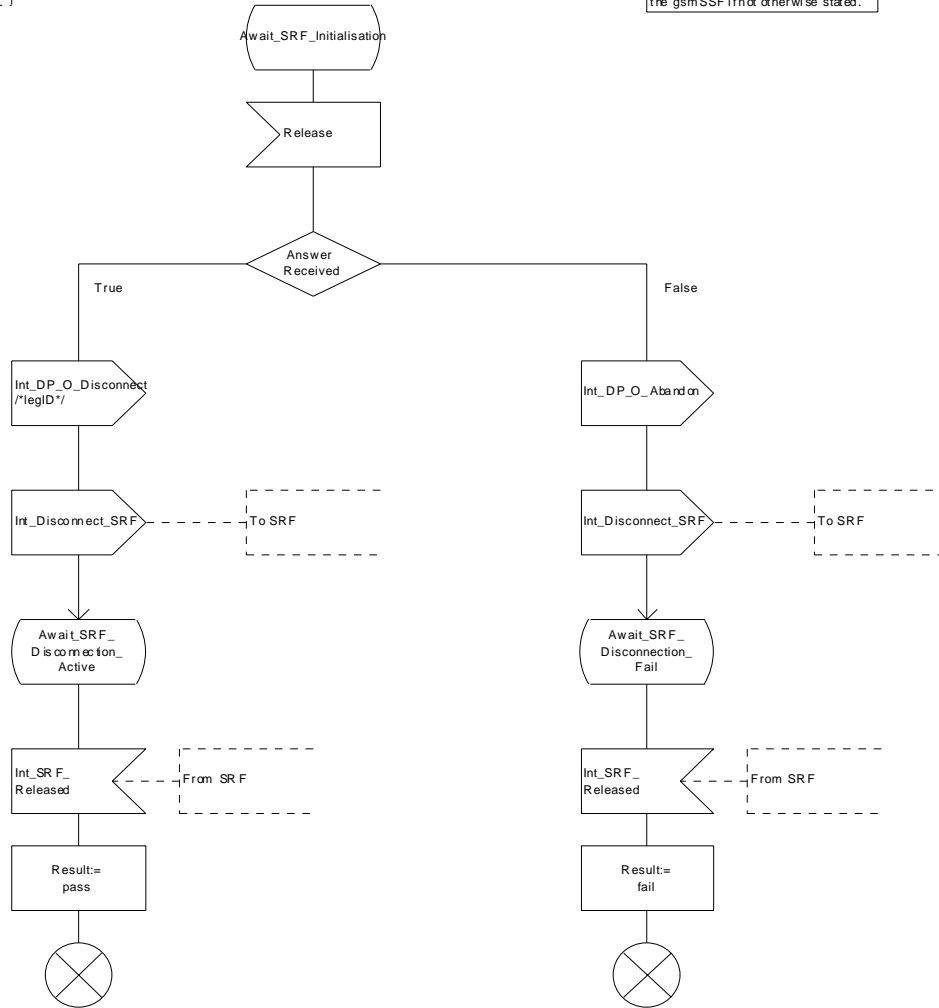 the gsmSSF if not otherwise stated.
Await_SRF_Initialisation
Release
Answer
Received
True
False
Int_DP_O_Disconnect
/*legID*/
Int_DP_O_Abandon
Int_Disconnect_SRF
To SRF
Int_Disconnect_SRF
To SRF
Await_SRF_
Disconnection_
Active
Await_SRF_
Disconnection_
Fail
Int_SRF_
Released
From SRF
Int_SRF_
Released
From SRF
Result:=
pass
Result:=
fail